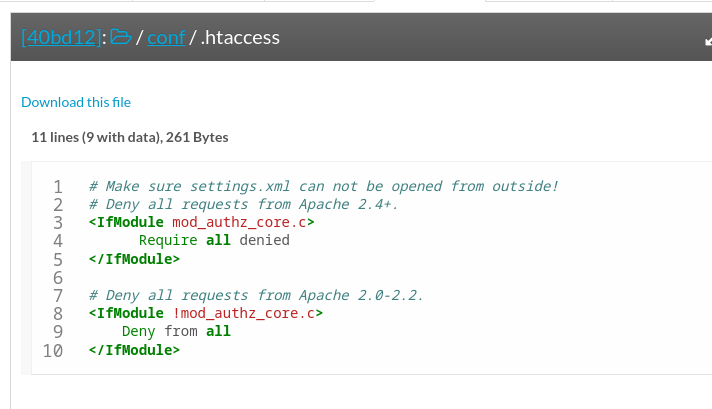 [40bd12]: / conf / .htaccess
Download this file
11 lines (9 with data), 261 Bytes
1 # Make sure settings.xml can not be opened from outside!
2 # Deny all requests from Apache 2.4+.
3 <IfModule mod_authz_core.c>
4 Require all denied
5 </IfModule>
6
7 # Deny all requests from Apache 2.0-2.2.
8 <IfModule !mod_authz_core.c>
9 Deny from all
10 </IfModule>